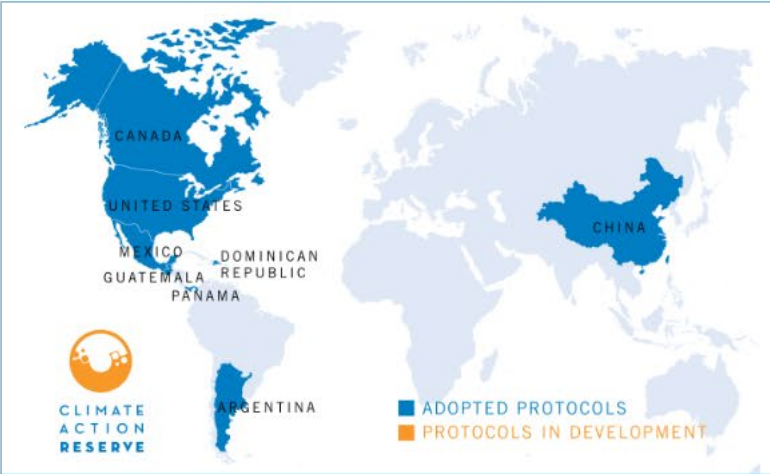 CANADA
UNITED STATES
MEXICO
DOMINICAN
REPUBLIC
GUATEMALA
PANAMA
CHINA
ARGENTINA
CLIMATE
ACTION
RESERVE
ADOPTED PROTOCOLS
PROTOCOLS IN DEVELOPMENT